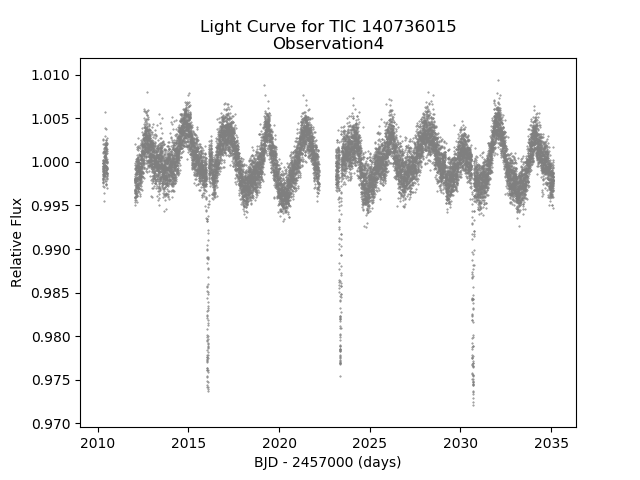 Light Curve for TIC 140736015
Observation4
1.010
1.005
1.000
0.995
0.990
0.985
0.980
0.975
0.970
Relative Flux
2010 2015 2020 2025 2030 2035
BJD - 2457000 (days)